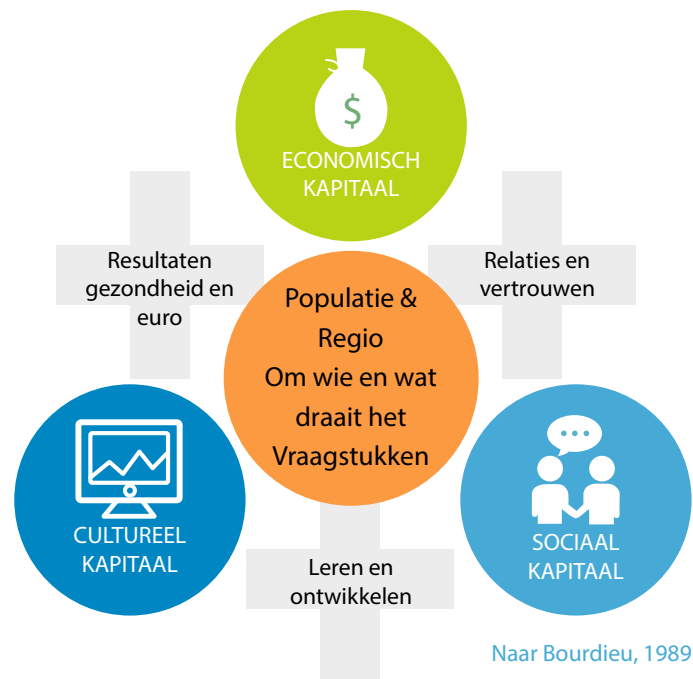 $
ECONOMISCH
KAPITAAL
Resultaten
gezondheid en
euro
Relaties en
vertrouwen
Populatie &
Regio
Om wie en wat
draait het
Vraagstukken
CULTUREEL
KAPITAAL
SOCIAAL
KAPITAAL
Leren en
ontwikkelen
Naar Bourdieu, 1989